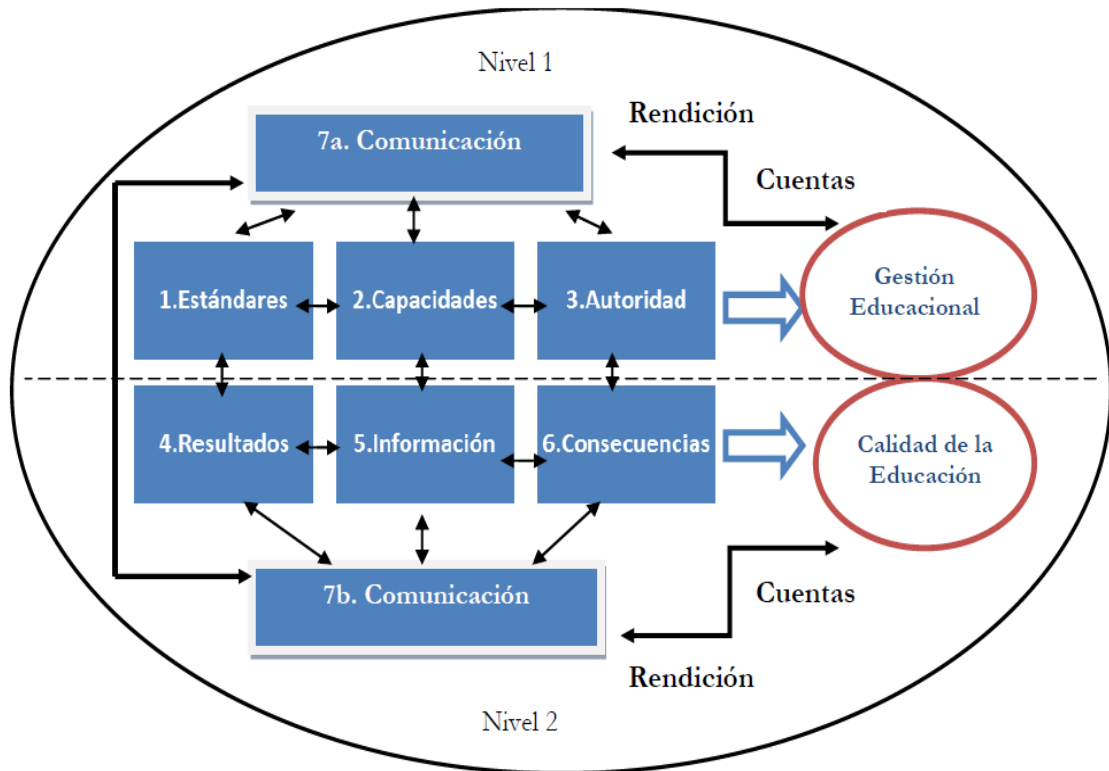 Nivel 1
Rendición
7a. Comunicación
Cuentas
1.Estándares
2.Capacidades
3.Autoridad
Gestión
Educacional
4.Resultados
5.Información
6.Consecuencias
Calidad de la
Educación
7b. Comunicación
Cuentas
Rendición
Nivel 2